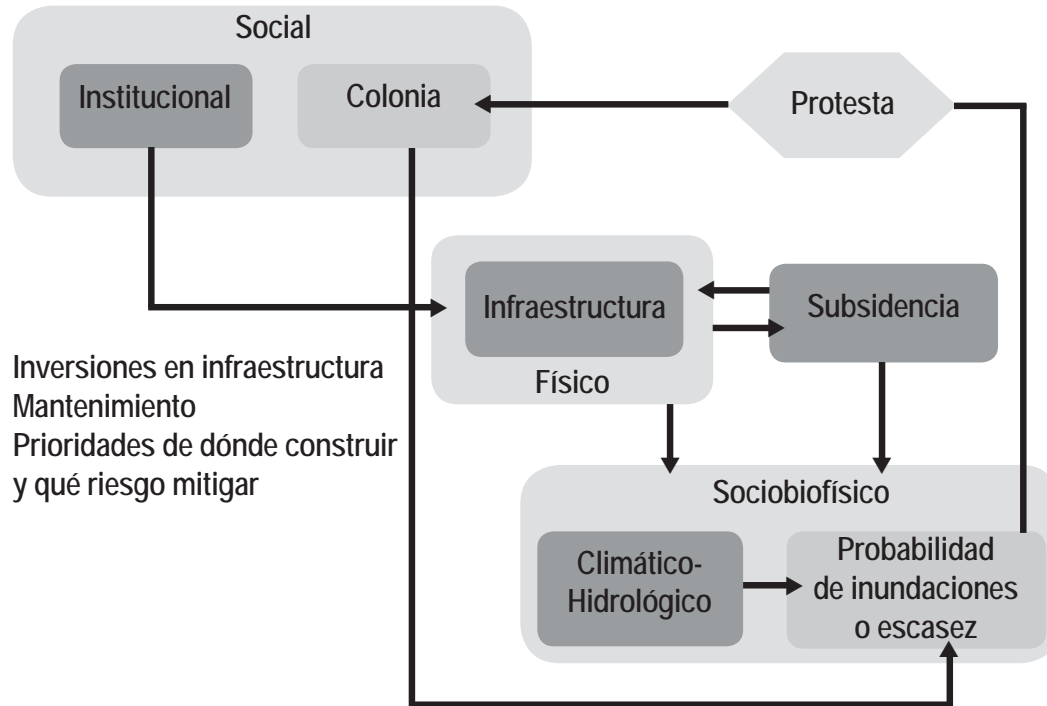 Social
Institucional
Colonia
Protesta
Infraestructura
Subsidencia
Físico
Inversiones en infraestructura
Mantenimiento
Prioridades de dónde construir
y qué riesgo mitigar
Sociobiofísico
Climático-
Hidrológico
Probabilidad
de inundaciones
o escasez